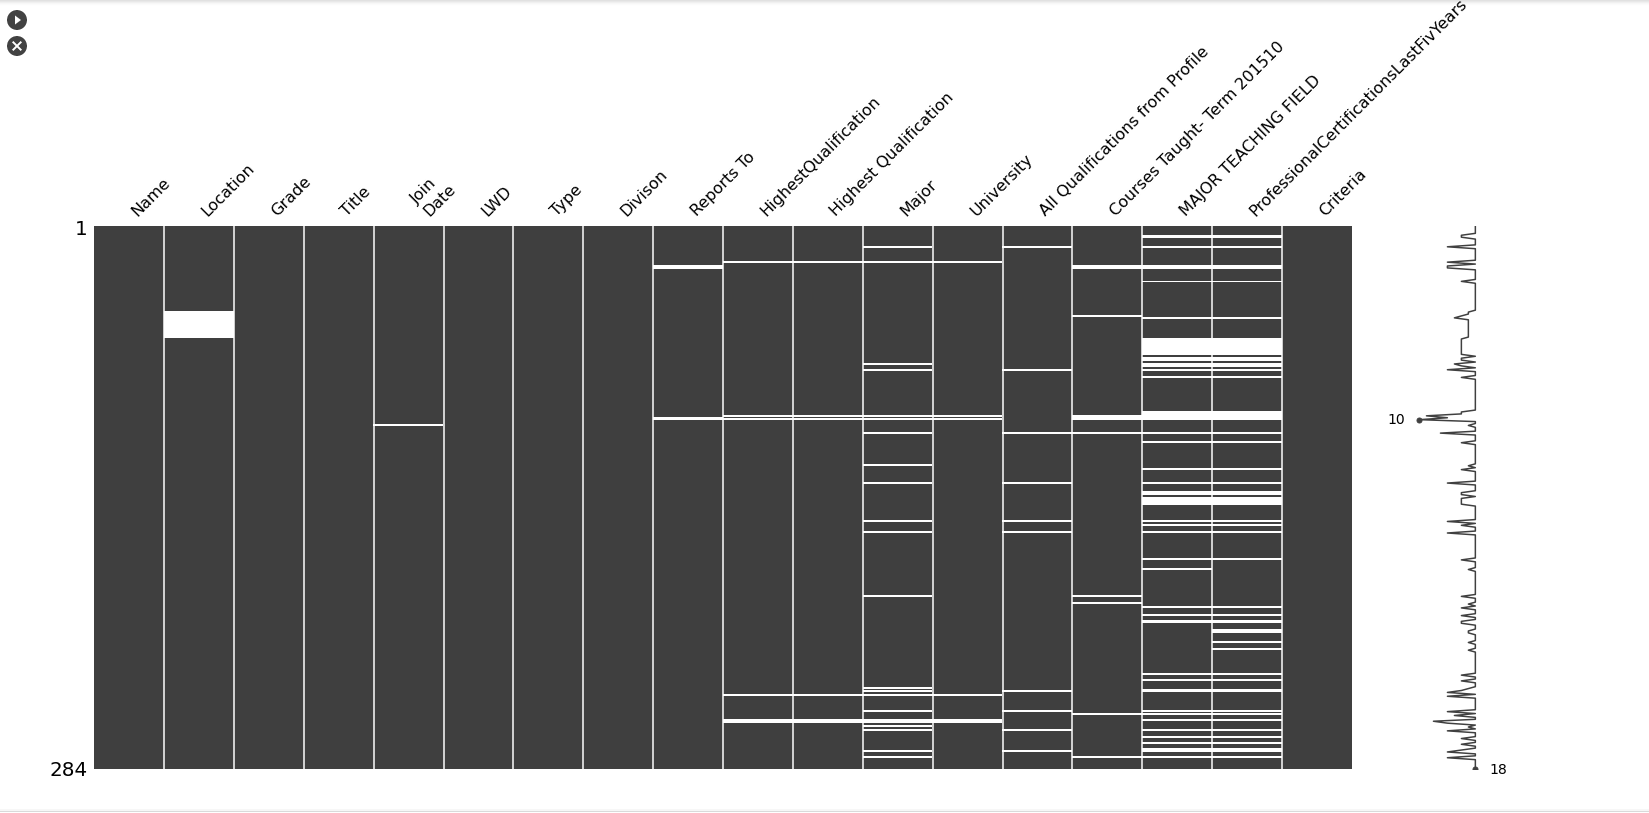 Name
Location
Grade
Title
Join
Date
LWD
Type
Divison
Reports To
HighestQualification
Highest Qualification
Major
University
All Qualifications from Profile
Courses Taught- Term 201510
MAJOR TEACHING FIELD
ProfessionalCertificationsLastFivYears
Criteria
1
10
284
18